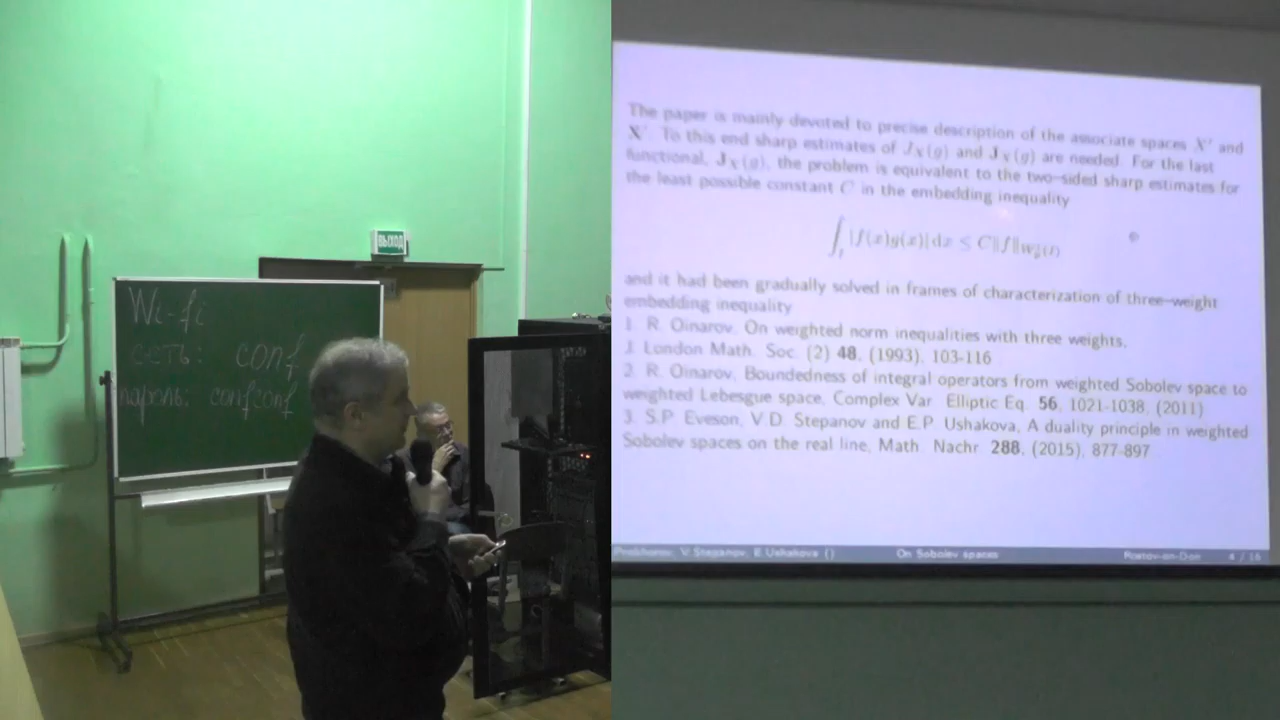 ВЫХОД
Wi-fi
сеть: conf
пароль: confconf
The paper is mainly devoted to precise description of the associate spaces X' and
𝐗'. To this end sharp estimates of J_X(g) and 𝐉_X(g) are needed. For the last
functional, 𝐉_X(g), the problem is equivalent to the two-sided sharp estimates for
the least possible constant C in the embedding inequality
∫_I |f(x)g(x)|dx ≤ C‖f‖
and it had been gradually solved in frames of characterization of three-weight
embedding inequality
1. R. Oinarov, On weighted norm inequalities with three weights,
J. London Math. Soc. (2) 48, (1993), 103-116
2. R. Oinarov, Boundedness of integral operators from weighted Sobolev space to
weighted Lebesgue space, Complex Var. Elliptic Eq. 56, 1021-1038, (2011)
3. S.P. Eveson, V.D. Stepanov and E.P. Ushakova, A duality principle in weighted
Sobolev spaces on the real line, Math. Nachr. 288, (2015), 877-897
Prokhorov, V.Stepanov, E.Ushakova () On Sobolev spaces Rostov-on-Don 4 / 16